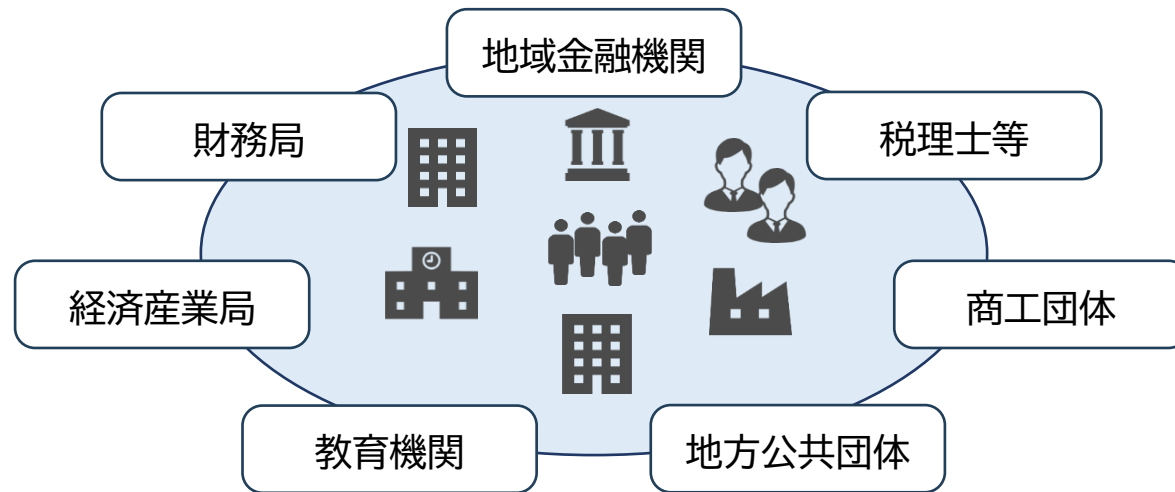 地域金融機関
財務局
税理士等
経済産業局
商工団体
教育機関
地方公共団体